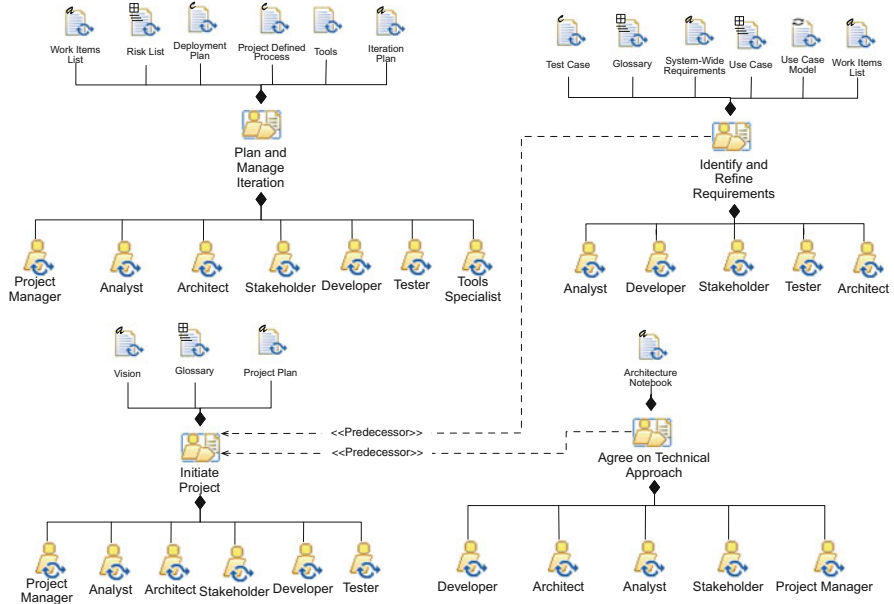 a
c
c
a
Work Items
List
Risk List
Deployment
Plan
Project Defined
Process
Tools
Iteration
Plan
Plan and
Manage
Iteration
Project
Manager
Analyst
Architect
Stakeholder
Developer
Tester
Tools
Specialist
c
a
a
Test Case
Glossary
System-Wide
Requirements
Use Case
Use Case
Model
Work Items
List
Identify and
Refine
Requirements
Analyst
Developer
Stakeholder
Tester
Architect
a
a
Vision
Glossary
Project Plan
<<Predecessor>>
<<Predecessor>>
Initiate
Project
Project
Manager
Analyst
Architect
Stakeholder
Developer
Tester
a
Architecture
Notebook
Agree on Technical
Approach
Developer
Architect
Analyst
Stakeholder
Project Manager